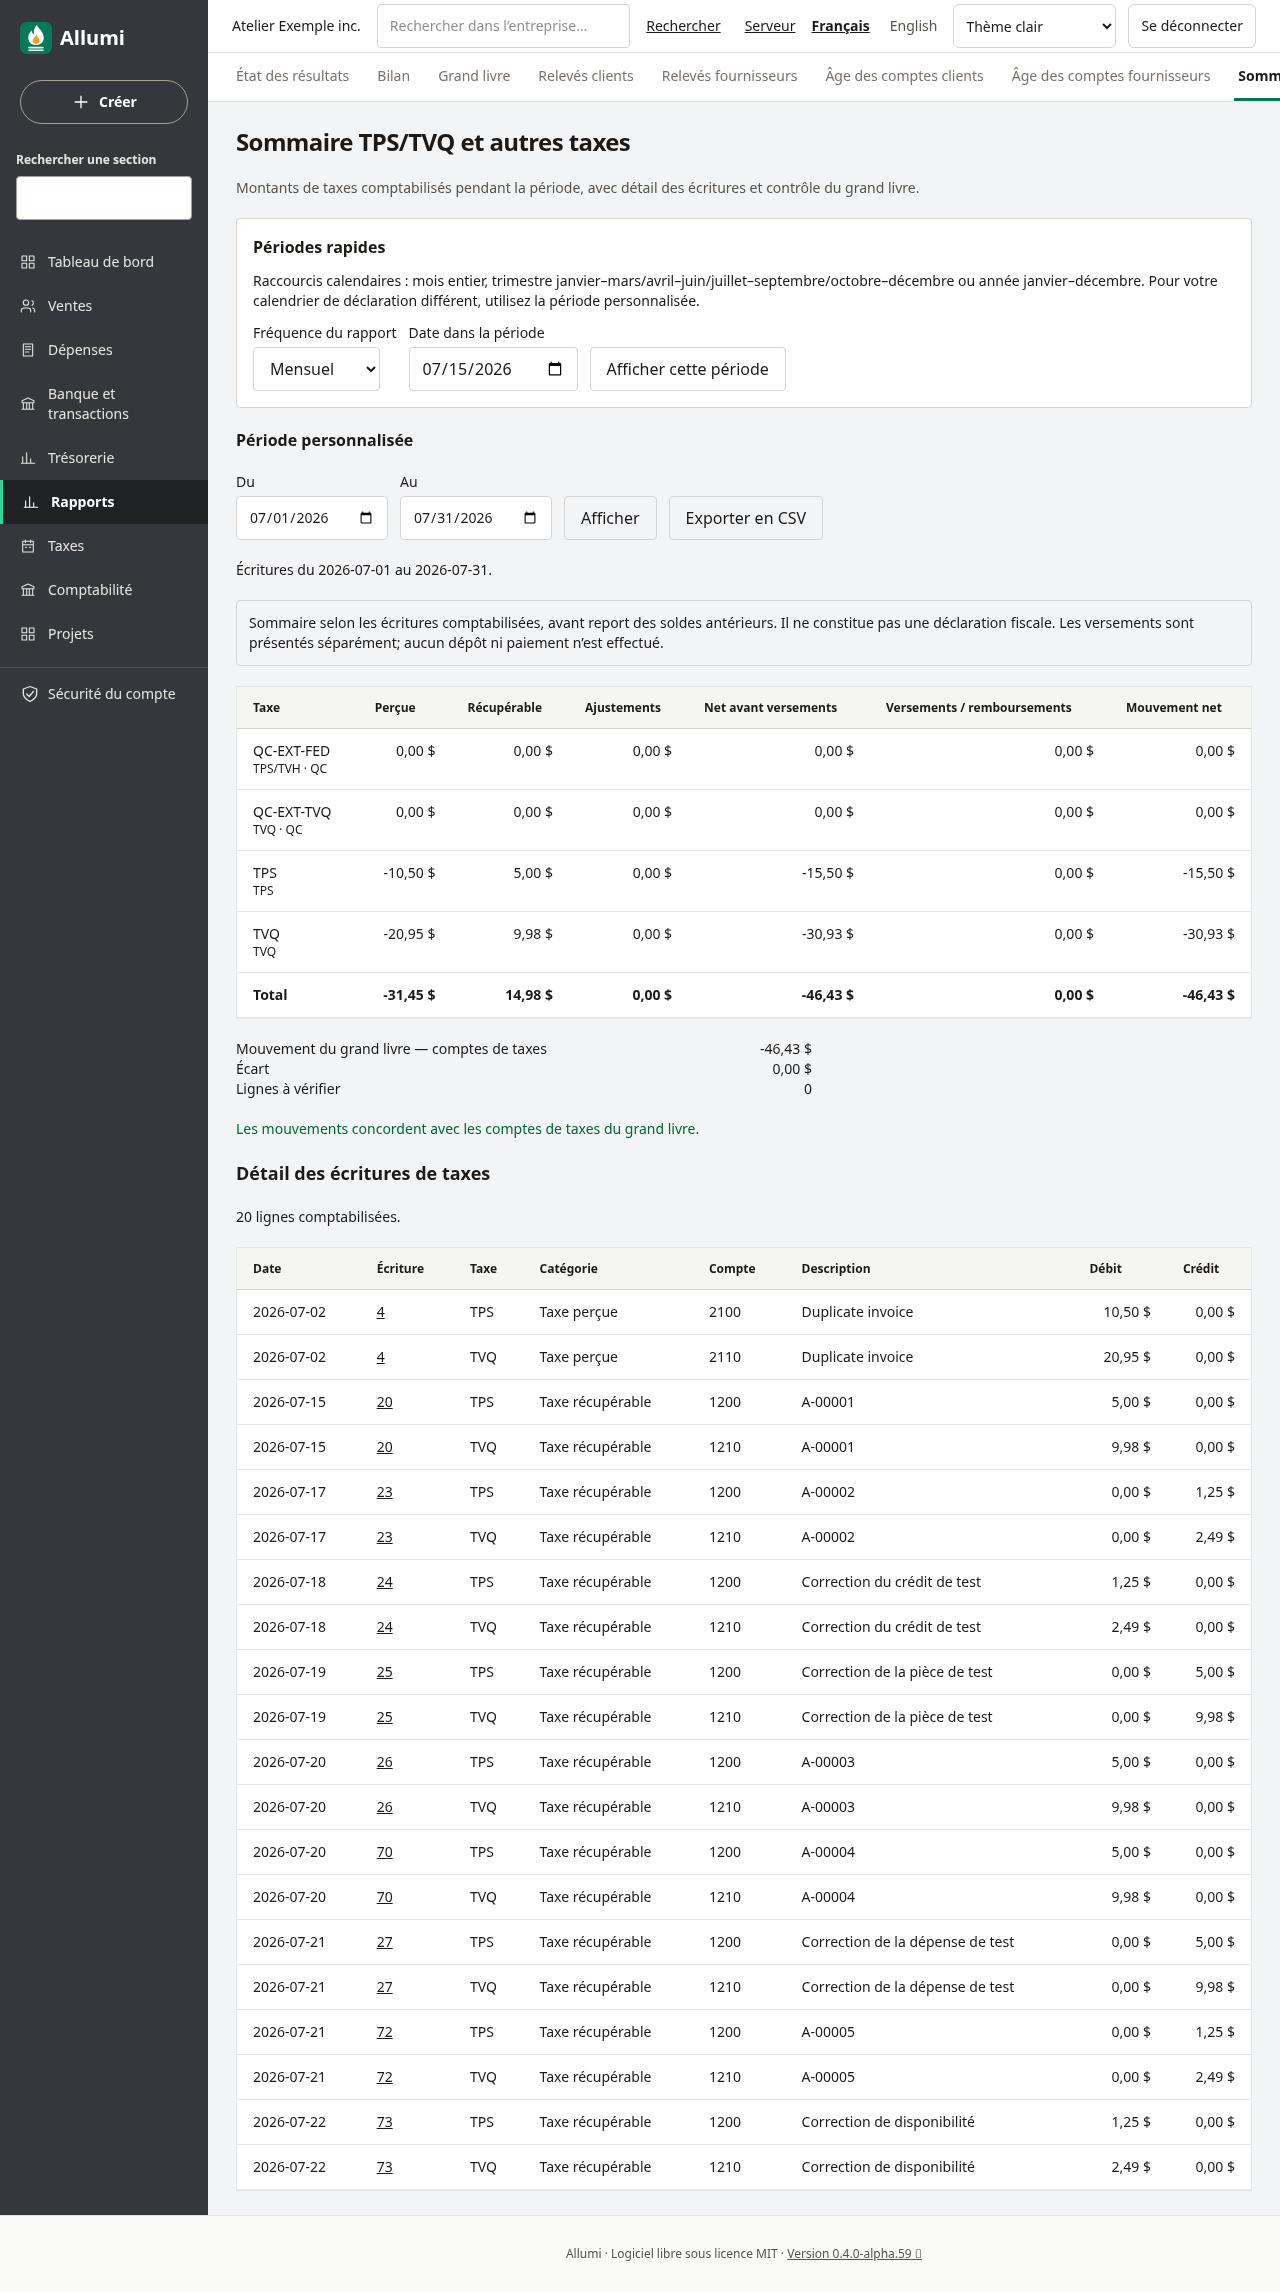 Allumi
Créer
Rechercher une section
Tableau de bord
Ventes
Dépenses
Banque et
transactions
Trésorerie
Rapports
Taxes
Comptabilité
Projets
Sécurité du compte
Atelier Exemple inc. Rechercher dans l’entreprise... Rechercher Serveur Français English Thème clair Se déconnecter
État des résultats Bilan Grand livre Relevés clients Relevés fournisseurs Âge des comptes clients Âge des comptes fournisseurs Somm
Sommaire TPS/TVQ et autres taxes
Montants de taxes comptabilisés pendant la période, avec détail des écritures et contrôle du grand livre.
Périodes rapides
Raccourcis calendaires : mois entier, trimestre janvier–mars/avril–juin/juillet–septembre/octobre–décembre ou année janvier–décembre. Pour votre
calendrier de déclaration différent, utilisez la période personnalisée.
Fréquence du rapport Date dans la période
Mensuel 07/15/2026 Afficher cette période
Période personnalisée
Du Au
07/01/2026 07/31/2026 Afficher Exporter en CSV
Écritures du 2026-07-01 au 2026-07-31.
Sommaire selon les écritures comptabilisées, avant report des soldes antérieurs. Il ne constitue pas une déclaration fiscale. Les versements sont
présentés séparément; aucun dépôt ni paiement n’est effectué.
Taxe Perçue Récupérable Ajustements Net avant versements Versements / remboursements Mouvement net
QC-EXT-FED 0,00 $ 0,00 $ 0,00 $ 0,00 $ 0,00 $ 0,00 $
TPS/TVH · QC
QC-EXT-TVQ 0,00 $ 0,00 $ 0,00 $ 0,00 $ 0,00 $ 0,00 $
TVQ · QC
TPS -10,50 $ 5,00 $ 0,00 $ -15,50 $ 0,00 $ -15,50 $
TPS
TVQ -20,95 $ 9,98 $ 0,00 $ -30,93 $ 0,00 $ -30,93 $
TVQ
Total -31,45 $ 14,98 $ 0,00 $ -46,43 $ 0,00 $ -46,43 $
Mouvement du grand livre — comptes de taxes -46,43 $
Écart 0,00 $
Lignes à vérifier 0
Les mouvements concordent avec les comptes de taxes du grand livre.
Détail des écritures de taxes
20 lignes comptabilisées.
Date Écriture Taxe Catégorie Compte Description Débit Crédit
2026-07-02 4 TPS Taxe perçue 2100 Duplicate invoice 10,50 $ 0,00 $
2026-07-02 4 TVQ Taxe perçue 2110 Duplicate invoice 20,95 $ 0,00 $
2026-07-15 20 TPS Taxe récupérable 1200 A-00001 5,00 $ 0,00 $
2026-07-15 20 TVQ Taxe récupérable 1210 A-00001 9,98 $ 0,00 $
2026-07-17 23 TPS Taxe récupérable 1200 A-00002 0,00 $ 1,25 $
2026-07-17 23 TVQ Taxe récupérable 1210 A-00002 0,00 $ 2,49 $
2026-07-18 24 TPS Taxe récupérable 1200 Correction du crédit de test 1,25 $ 0,00 $
2026-07-18 24 TVQ Taxe récupérable 1210 Correction du crédit de test 2,49 $ 0,00 $
2026-07-19 25 TPS Taxe récupérable 1200 Correction de la pièce de test 0,00 $ 5,00 $
2026-07-19 25 TVQ Taxe récupérable 1210 Correction de la pièce de test 0,00 $ 9,98 $
2026-07-20 26 TPS Taxe récupérable 1200 A-00003 5,00 $ 0,00 $
2026-07-20 26 TVQ Taxe récupérable 1210 A-00003 9,98 $ 0,00 $
2026-07-20 70 TPS Taxe récupérable 1200 A-00004 5,00 $ 0,00 $
2026-07-20 70 TVQ Taxe récupérable 1210 A-00004 9,98 $ 0,00 $
2026-07-21 27 TPS Taxe récupérable 1200 Correction de la dépense de test 0,00 $ 5,00 $
2026-07-21 27 TVQ Taxe récupérable 1210 Correction de la dépense de test 0,00 $ 9,98 $
2026-07-21 72 TPS Taxe récupérable 1200 A-00005 0,00 $ 1,25 $
2026-07-21 72 TVQ Taxe récupérable 1210 A-00005 0,00 $ 2,49 $
2026-07-22 73 TPS Taxe récupérable 1200 Correction de disponibilité 1,25 $ 0,00 $
2026-07-22 73 TVQ Taxe récupérable 1210 Correction de disponibilité 2,49 $ 0,00 $
Allumi · Logiciel libre sous licence MIT · Version 0.4.0-alpha.59